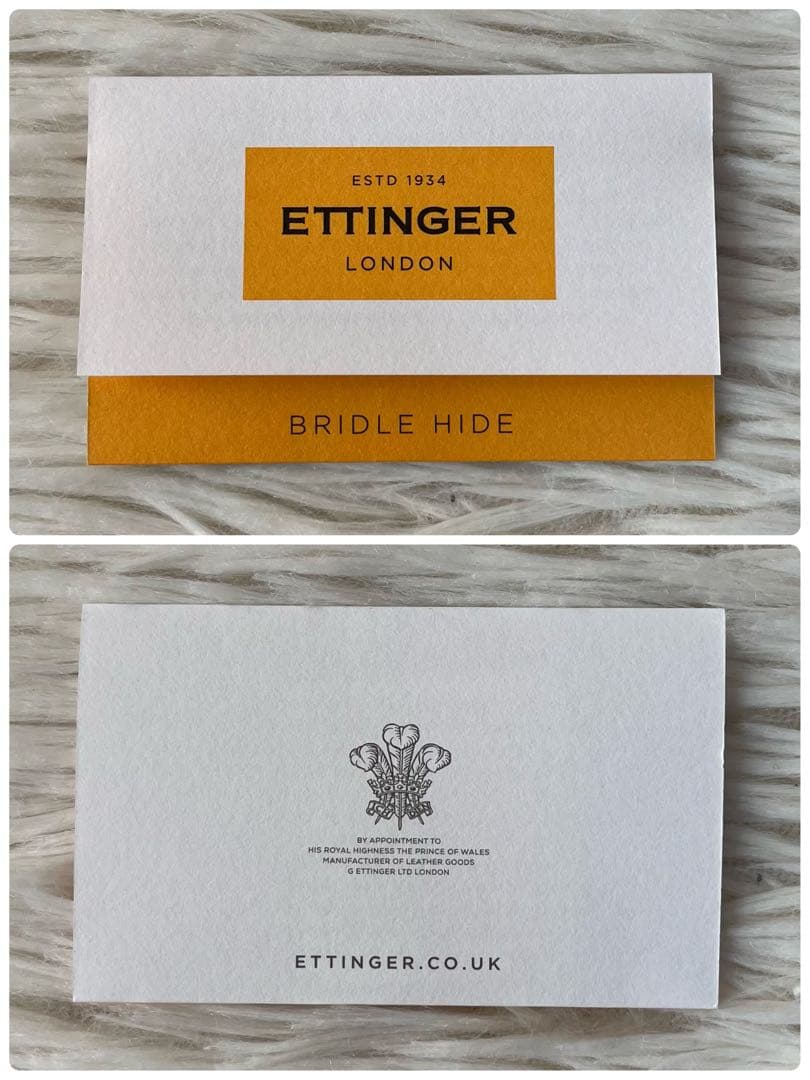 ESTD 1934
ETTINGER
LONDON
BRIDLE HIDE
BY APPOINTMENT TO
HIS ROYAL HIGHNESS THE PRINCE OF WALES
MANUFACTURER OF LEATHER GOODS
G ETTINGER LTD LONDON
ETTINGER.CO.UK